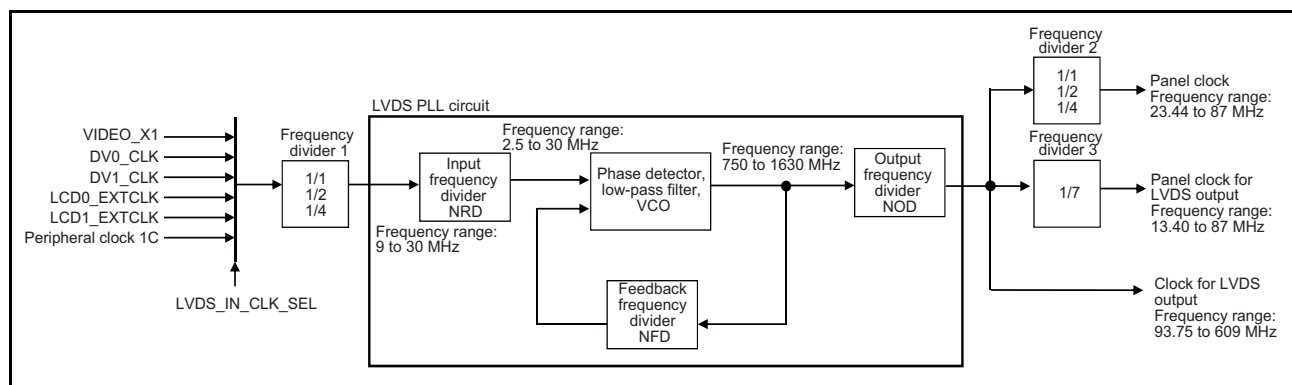 VIDEO_X1
DV0_CLK
DV1_CLK
LCD0_EXTCLK
LCD1_EXTCLK
Peripheral clock 1C
LVDS_IN_CLK_SEL
Frequency
divider 1
1/1
1/2
1/4
LVDS PLL circuit
Input
frequency
divider
NRD
Frequency range:
9 to 30 MHz
Frequency range:
2.5 to 30 MHz
Phase detector,
low-pass filter,
VCO
Feedback
frequency
divider
NFD
Frequency range:
750 to 1630 MHz
Output
frequency
divider
NOD
Frequency
divider 2
1/1
1/2
1/4
Panel clock
Frequency range:
23.44 to 87 MHz
Frequency
divider 3
1/7
Panel clock for
LVDS output
Frequency range:
13.40 to 87 MHz
Clock for LVDS
output
Frequency range:
93.75 to 609 MHz